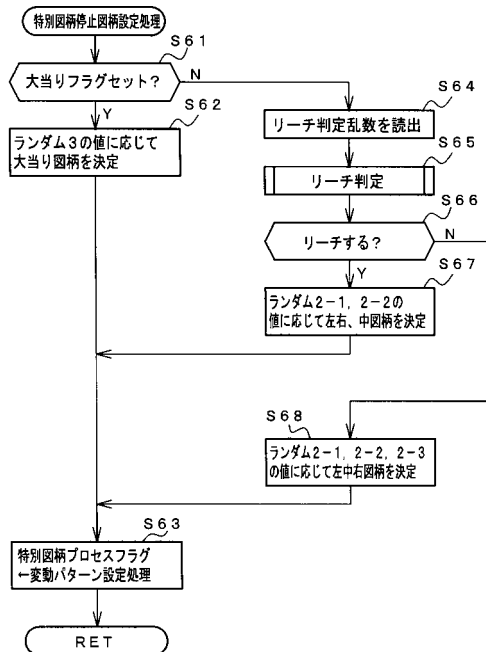 特別図柄停止図柄設定処理
S61
大当りフラグセット？
N
Y
S62
ランダム3の値に応じて
大当り図柄を決定
S64
リーチ判定乱数を読出
S65
リーチ判定
S66
リーチする？
N
Y
S67
ランダム2-1，2-2の
値に応じて左右、中図柄を決定
S68
ランダム2-1，2-2，2-3
の値に応じて左中右図柄を決定
S63
特別図柄プロセスフラグ
←変動パターン設定処理
RET